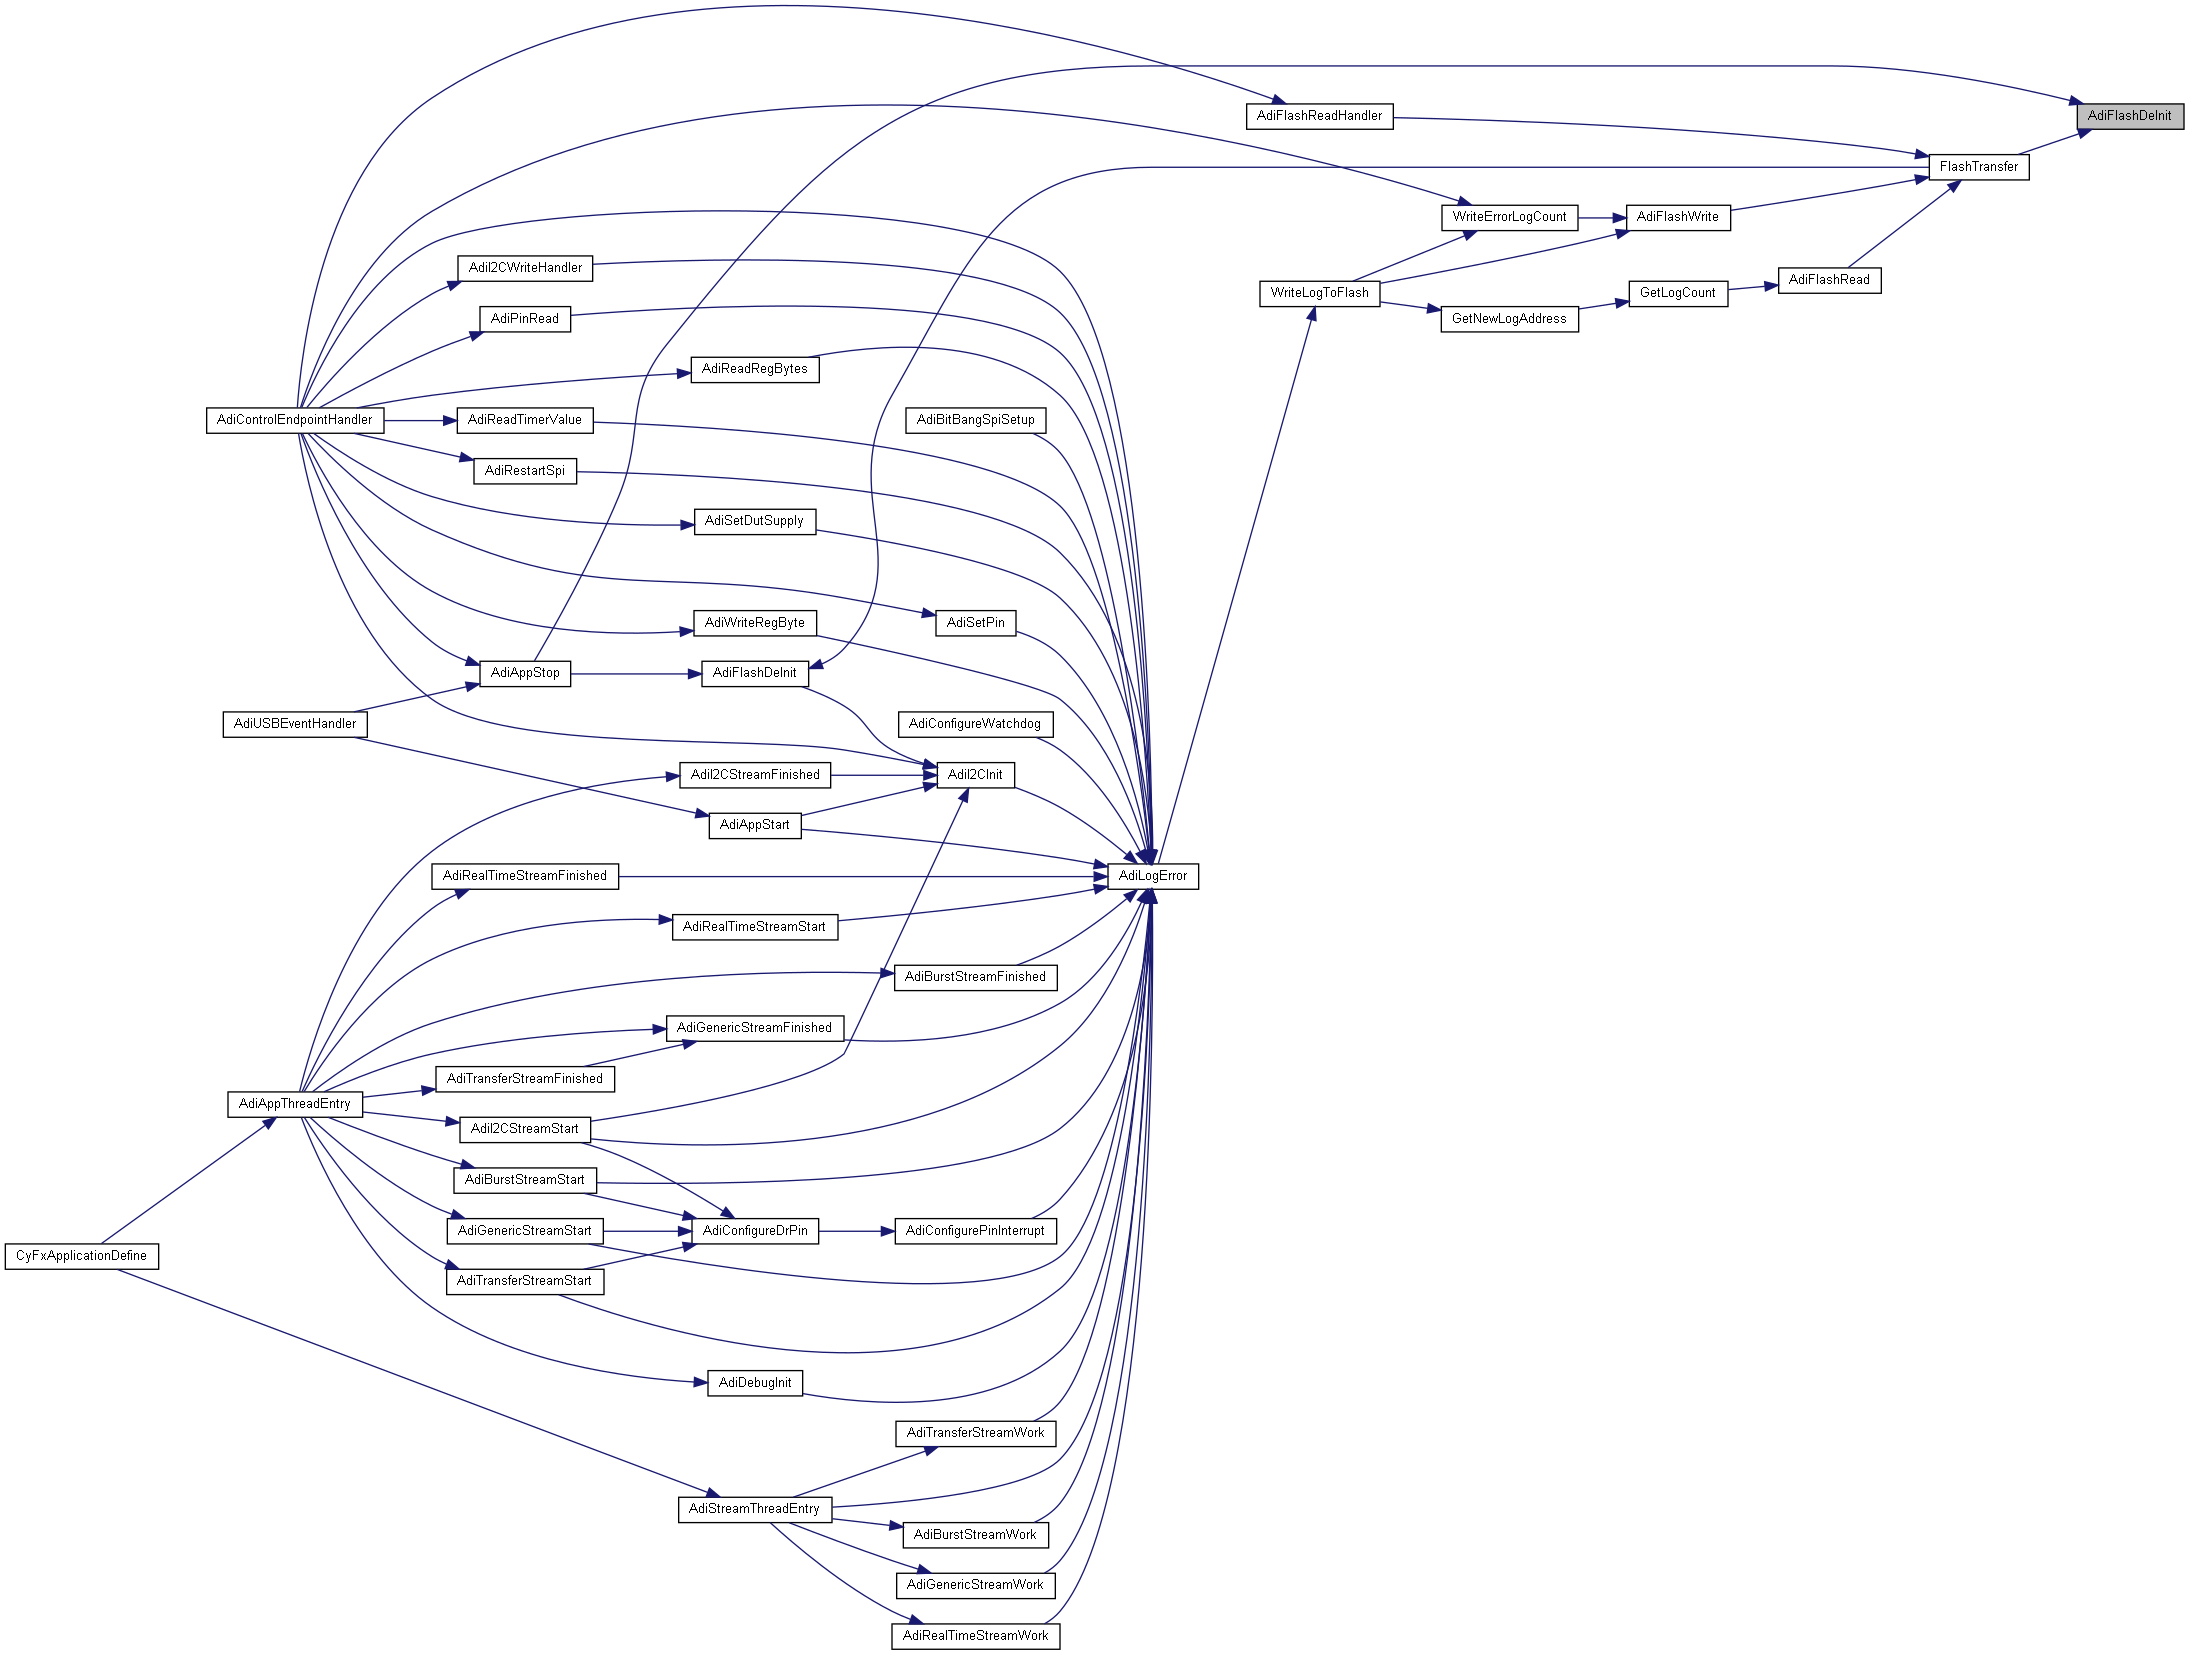 AdiFlashReadHandler
AdiFlashDeInit
FlashTransfer
WriteErrorLogCount
AdiFlashWrite
AdiI2CWriteHandler
AdiFlashRead
WriteLogToFlash
GetLogCount
AdiPinRead
GetNewLogAddress
AdiReadRegBytes
AdiControlEndpointHandler
AdiReadTimerValue
AdiBitBangSpiSetup
AdiRestartSpi
AdiSetDutSupply
AdiWriteRegByte
AdiSetPin
AdiAppStop
AdiFlashDeInit
AdiUSBEventHandler
AdiConfigureWatchdog
AdiI2CStreamFinished
AdiI2CInit
AdiAppStart
AdiRealTimeStreamFinished
AdiLogError
AdiRealTimeStreamStart
AdiBurstStreamFinished
AdiGenericStreamFinished
AdiTransferStreamFinished
AdiAppThreadEntry
AdiI2CStreamStart
AdiBurstStreamStart
AdiGenericStreamStart
AdiConfigureDrPin
AdiConfigurePinInterrupt
CyFxApplicationDefine
AdiTransferStreamStart
AdiDebugInit
AdiTransferStreamWork
AdiStreamThreadEntry
AdiBurstStreamWork
AdiGenericStreamWork
AdiRealTimeStreamWork